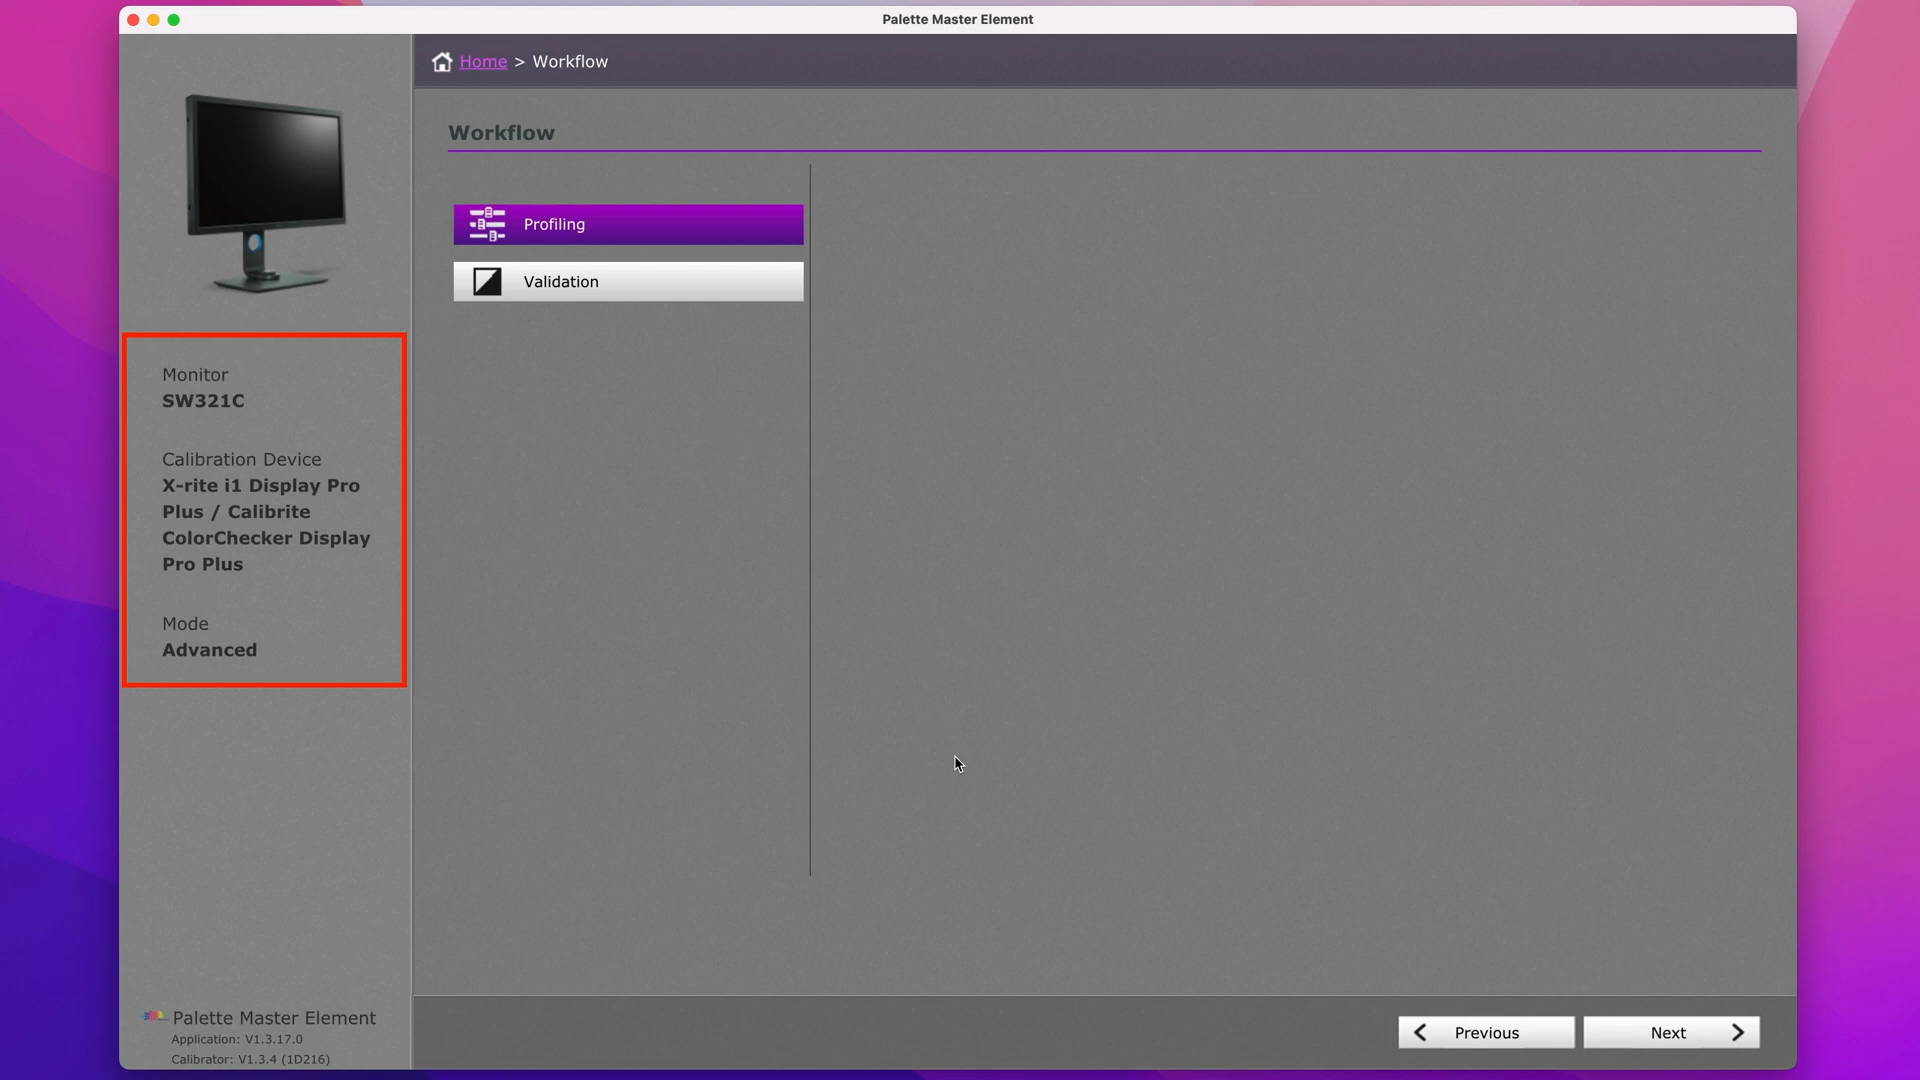 Palette Master Element
Home > Workflow
Workflow
Profiling
Validation
Monitor
SW321C
Calibration Device
X-rite i1 Display Pro
Plus / Calibrite
ColorChecker Display
Pro Plus
Mode
Advanced
Palette Master Element
Application: V1.3.17.0
Calibrator: V1.3.4 (1D216)
Previous
Next